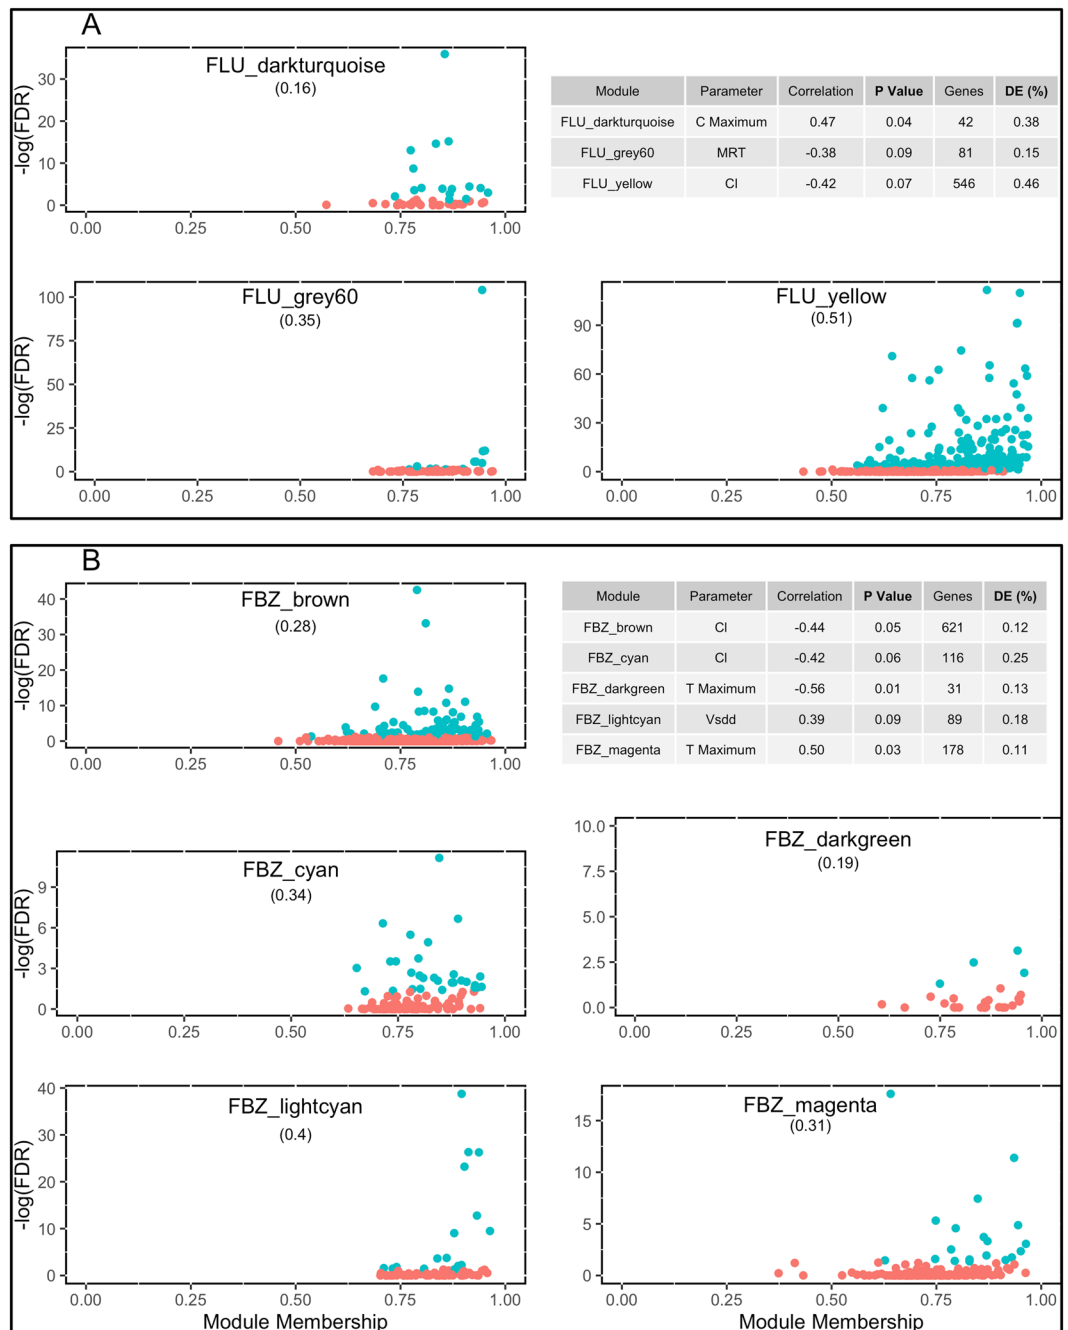 A
FLU_darkturquoise
(0.16)
-log(FDR)
30
20
10
0
0.00 0.25 0.50 0.75 1.00
Module Parameter Correlation P Value Genes DE (%)
FLU_darkturquoise C Maximum 0.47 0.04 42 0.38
FLU_grey60 MRT -0.38 0.09 81 0.15
FLU_yellow Cl -0.42 0.07 546 0.46
FLU_grey60
(0.35)
-log(FDR)
100
75
50
25
0
0.00 0.25 0.50 0.75 1.00
FLU_yellow
(0.51)
90
60
30
0
0.00 0.25 0.50 0.75 1.00
B
FBZ_brown
(0.28)
-log(FDR)
40
30
20
10
0
0.00 0.25 0.50 0.75 1.00
Module Parameter Correlation P Value Genes DE (%)
FBZ_brown Cl -0.44 0.05 621 0.12
FBZ_cyan Cl -0.42 0.06 116 0.25
FBZ_darkgreen T Maximum -0.56 0.01 31 0.13
FBZ_lightcyan Vsdd 0.39 0.09 89 0.18
FBZ_magenta T Maximum 0.50 0.03 178 0.11
FBZ_cyan
(0.34)
-log(FDR)
9
6
3
0
0.00 0.25 0.50 0.75 1.00
FBZ_darkgreen
(0.19)
10.0
7.5
5.0
2.5
0.0
0.00 0.25 0.50 0.75 1.00
FBZ_lightcyan
(0.4)
-log(FDR)
40
30
20
10
0
0.00 0.25 0.50 0.75 1.00
Module Membership
FBZ_magenta
(0.31)
15
10
5
0
0.00 0.25 0.50 0.75 1.00
Module Membership